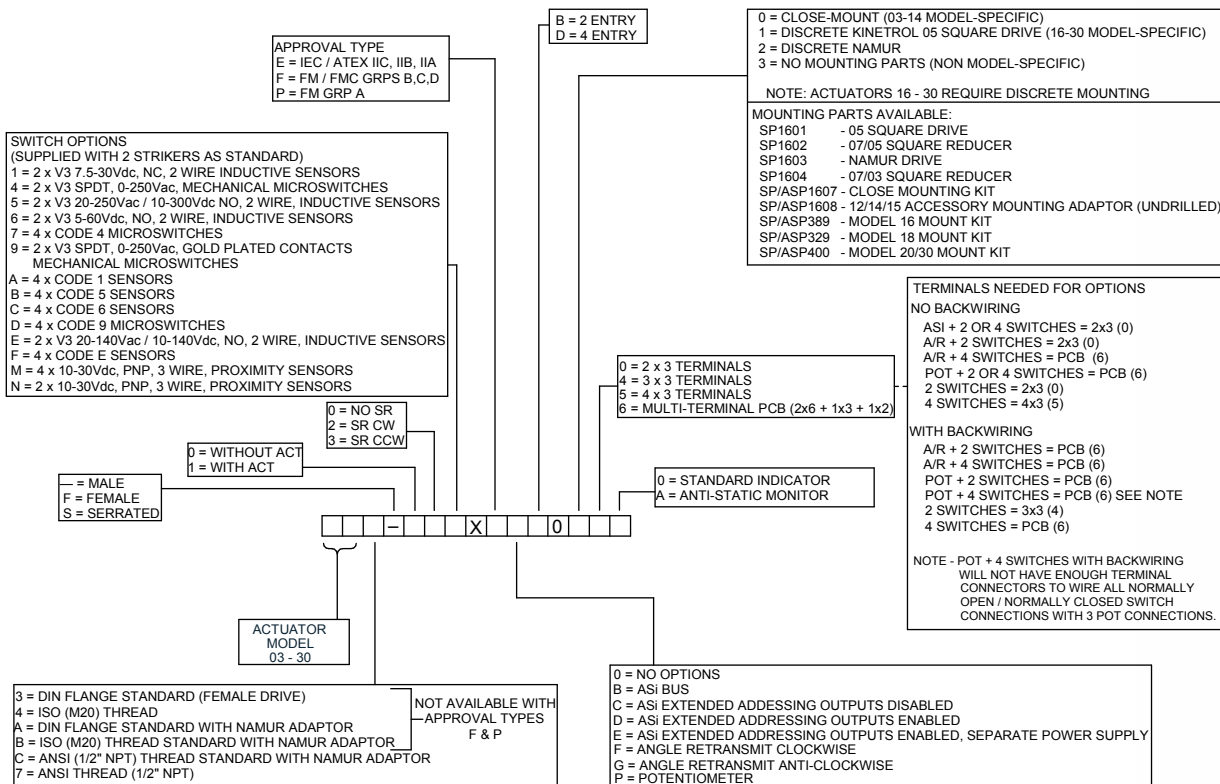 B = 2 ENTRY
D = 4 ENTRY
0 = CLOSE-MOUNT (03-14 MODEL-SPECIFIC)
1 = DISCRETE KINETROL 05 SQUARE DRIVE (16-30 MODEL-SPECIFIC)
2 = DISCRETE NAMUR
3 = NO MOUNTING PARTS (NON MODEL-SPECIFIC)
NOTE: ACTUATORS 16 - 30 REQUIRE DISCRETE MOUNTING
MOUNTING PARTS AVAILABLE:
SP1601 - 05 SQUARE DRIVE
SP1602 - 07/05 SQUARE REDUCER
SP1603 - NAMUR DRIVE
SP1604 - 07/03 SQUARE REDUCER
SP/ASP1607 - CLOSE MOUNTING KIT
SP/ASP1608 - 12/14/15 ACCESSORY MOUNTING ADAPTOR (UNDRILLED)
SP/ASP389 - MODEL 16 MOUNT KIT
SP/ASP329 - MODEL 18 MOUNT KIT
SP/ASP400 - MODEL 20/30 MOUNT KIT
APPROVAL TYPE
E = IEC / ATEX IIC, IIB, IIA
F = FM / FMC GRPS B,C,D
P = FM GRP A
SWITCH OPTIONS
(SUPPLIED WITH 2 STRIKERS AS STANDARD)
1 = 2 x V3 7.5-30Vdc, NC, 2 WIRE INDUCTIVE SENSORS
4 = 2 x V3 SPDT, 0-250Vac, MECHANICAL MICROSWITCHES
5 = 2 x V3 20-250Vac / 10-300Vdc NO, 2 WIRE, INDUCTIVE SENSORS
6 = 2 x V3 5-60Vdc, NO, 2 WIRE, INDUCTIVE SENSORS
7 = 4 x CODE 4 MICROSWITCHES
9 = 2 x V3 SPDT, 0-250Vac, GOLD PLATED CONTACTS
MECHANICAL MICROSWITCHES
A = 4 x CODE 1 SENSORS
B = 4 x CODE 5 SENSORS
C = 4 x CODE 6 SENSORS
D = 4 x CODE 9 MICROSWITCHES
E = 2 x V3 20-140Vac / 10-140Vdc, NO, 2 WIRE, INDUCTIVE SENSORS
F = 4 x CODE E SENSORS
M = 4 x 10-30Vdc, PNP, 3 WIRE, PROXIMITY SENSORS
N = 2 x 10-30Vdc, PNP, 3 WIRE, PROXIMITY SENSORS
TERMINALS NEEDED FOR OPTIONS
NO BACKWIRING
ASI + 2 OR 4 SWITCHES = 2x3 (0)
A/R + 2 SWITCHES = 2x3 (0)
A/R + 4 SWITCHES = PCB (6)
POT + 2 OR 4 SWITCHES = PCB (6)
2 SWITCHES = 2x3 (0)
4 SWITCHES = 4x3 (5)
WITH BACKWIRING
A/R + 2 SWITCHES = PCB (6)
A/R + 4 SWITCHES = PCB (6)
POT + 2 SWITCHES = PCB (6)
POT + 4 SWITCHES = PCB (6) SEE NOTE
2 SWITCHES = 3x3 (4)
4 SWITCHES = PCB (6)
NOTE - POT + 4 SWITCHES WITH BACKWIRING
WILL NOT HAVE ENOUGH TERMINAL
CONNECTORS TO WIRE ALL NORMALLY
OPEN / NORMALLY CLOSED SWITCH
CONNECTIONS WITH 3 POT CONNECTIONS.
0 = 2 x 3 TERMINALS
4 = 3 x 3 TERMINALS
5 = 4 x 3 TERMINALS
6 = MULTI-TERMINAL PCB (2x6 + 1x3 + 1x2)
0 = NO SR
2 = SR CW
3 = SR CCW
0 = WITHOUT ACT
1 = WITH ACT
— = MALE
F = FEMALE
S = SERRATED
0 = STANDARD INDICATOR
A = ANTI-STATIC MONITOR
– X 0
ACTUATOR
MODEL
03 - 30
3 = DIN FLANGE STANDARD (FEMALE DRIVE)
4 = ISO (M20) THREAD
A = DIN FLANGE STANDARD WITH NAMUR ADAPTOR
B = ISO (M20) THREAD STANDARD WITH NAMUR ADAPTOR
C = ANSI (1/2" NPT) THREAD STANDARD WITH NAMUR ADAPTOR
7 = ANSI THREAD (1/2" NPT)
NOT AVAILABLE WITH
APPROVAL TYPES
F & P
0 = NO OPTIONS
B = ASi BUS
C = ASi EXTENDED ADDESSING OUTPUTS DISABLED
D = ASi EXTENDED ADDRESSING OUTPUTS ENABLED
E = ASi EXTENDED ADDRESSING OUTPUTS ENABLED, SEPARATE POWER SUPPLY
F = ANGLE RETRANSMIT CLOCKWISE
G = ANGLE RETRANSMIT ANTI-CLOCKWISE
P = POTENTIOMETER